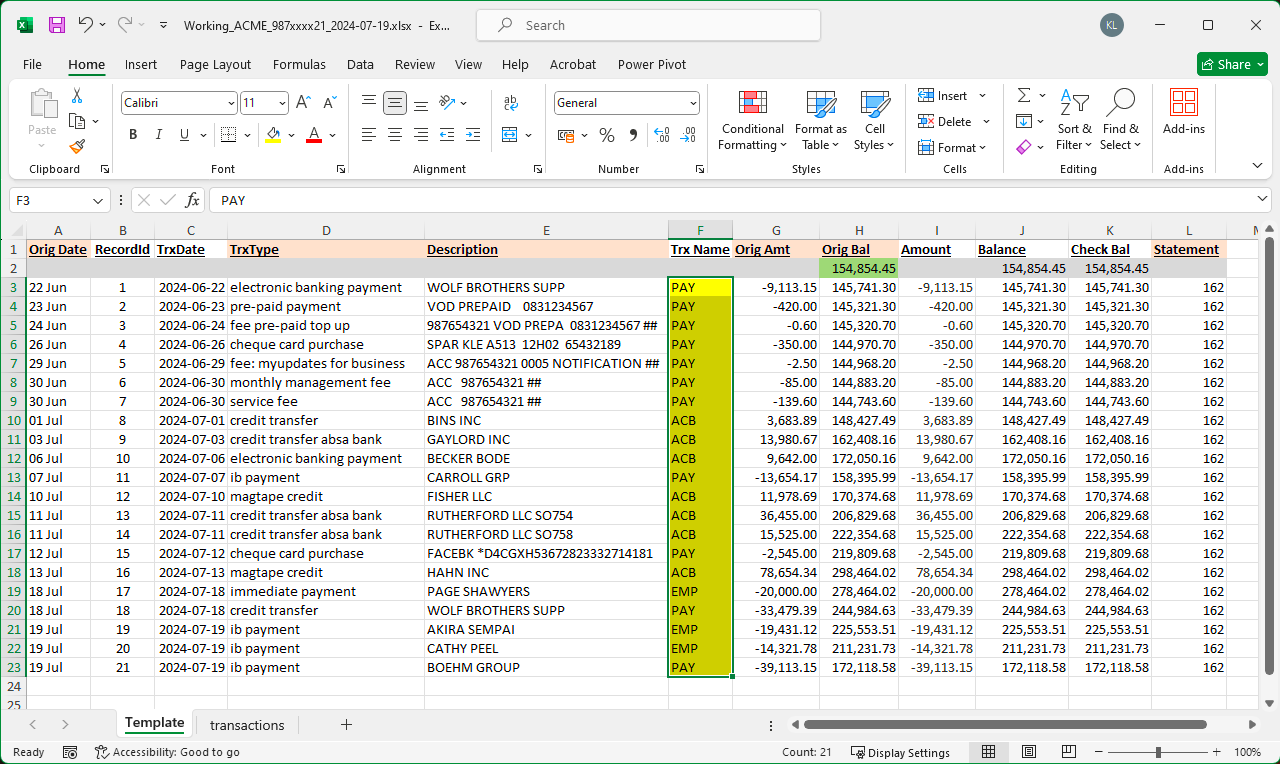 Working_ACME_987xxxx21_2024-07-19.xlsx - Ex... Search KL
File Home Insert Page Layout Formulas Data Review View Help Acrobat Power Pivot Share
Paste
Clipboard
Calibri 11
B I U A
Font
ab
Alignment
General
% 9 .00 .00
Number
Conditional Formatting
Format as Table
Cell Styles
Styles
Insert
Delete
Format
Cells
Sort & Filter
Find & Select
Editing
Add-ins
Add-ins
F3 fx PAY
A B C D E F G H I J K L
1 Orig Date RecordId TrxDate TrxType Description Trx Name Orig Amt Orig Bal Amount Balance Check Bal Statement
2 154,854.45 154,854.45 154,854.45
3 22 Jun 1 2024-06-22 electronic banking payment WOLF BROTHERS SUPP PAY -9,113.15 145,741.30 -9,113.15 145,741.30 145,741.30 162
4 23 Jun 2 2024-06-23 pre-paid payment VOD PREPAID 0831234567 PAY -420.00 145,321.30 -420.00 145,321.30 145,321.30 162
5 24 Jun 3 2024-06-24 fee pre-paid top up 987654321 VOD PREPA 0831234567 ## PAY -0.60 145,320.70 -0.60 145,320.70 145,320.70 162
6 26 Jun 4 2024-06-26 cheque card purchase SPAR KLE A513 12H02 65432189 PAY -350.00 144,970.70 -350.00 144,970.70 144,970.70 162
7 29 Jun 5 2024-06-29 fee: myupdates for business ACC 987654321 0005 NOTIFICATION ## PAY -2.50 144,968.20 -2.50 144,968.20 144,968.20 162
8 30 Jun 6 2024-06-30 monthly management fee ACC 987654321 ## PAY -85.00 144,883.20 -85.00 144,883.20 144,883.20 162
9 30 Jun 7 2024-06-30 service fee ACC 987654321 ## PAY -139.60 144,743.60 -139.60 144,743.60 144,743.60 162
10 01 Jul 8 2024-07-01 credit transfer BINS INC ACB 3,683.89 148,427.49 3,683.89 148,427.49 148,427.49 162
11 03 Jul 9 2024-07-03 credit transfer absa bank GAYLORD INC ACB 13,980.67 162,408.16 13,980.67 162,408.16 162,408.16 162
12 06 Jul 10 2024-07-06 electronic banking payment BECKER BODE ACB 9,642.00 172,050.16 9,642.00 172,050.16 172,050.16 162
13 07 Jul 11 2024-07-07 ib payment CARROLL GRP PAY -13,654.17 158,395.99 -13,654.17 158,395.99 158,395.99 162
14 10 Jul 12 2024-07-10 magtape credit FISHER LLC ACB 11,978.69 170,374.68 11,978.69 170,374.68 170,374.68 162
15 11 Jul 13 2024-07-11 credit transfer absa bank RUTHERFORD LLC SO754 ACB 36,455.00 206,829.68 36,455.00 206,829.68 206,829.68 162
16 11 Jul 14 2024-07-11 credit transfer absa bank RUTHERFORD LLC SO758 ACB 15,525.00 222,354.68 15,525.00 222,354.68 222,354.68 162
17 12 Jul 15 2024-07-12 cheque card purchase FACEBK *D4CGXH53672823332714181 PAY -2,545.00 219,809.68 -2,545.00 219,809.68 219,809.68 162
18 13 Jul 16 2024-07-13 magtape credit HAHN INC ACB 78,654.34 298,464.02 78,654.34 298,464.02 298,464.02 162
19 18 Jul 17 2024-07-18 immediate payment PAGE SHAWYERS EMP -20,000.00 278,464.02 -20,000.00 278,464.02 278,464.02 162
20 18 Jul 18 2024-07-18 credit transfer WOLF BROTHERS SUPP PAY -33,479.39 244,984.63 -33,479.39 244,984.63 244,984.63 162
21 19 Jul 19 2024-07-19 ib payment AKIRA SEMPAI EMP -19,431.12 225,553.51 -19,431.12 225,553.51 225,553.51 162
22 19 Jul 20 2024-07-19 ib payment CATHY PEEL EMP -14,321.78 211,231.73 -14,321.78 211,231.73 211,231.73 162
23 19 Jul 21 2024-07-19 ib payment BOEHM GROUP PAY -39,113.15 172,118.58 -39,113.15 172,118.58 172,118.58 162
24
25
Template transactions
Ready Accessibility: Good to go Count: 21 Display Settings 100%